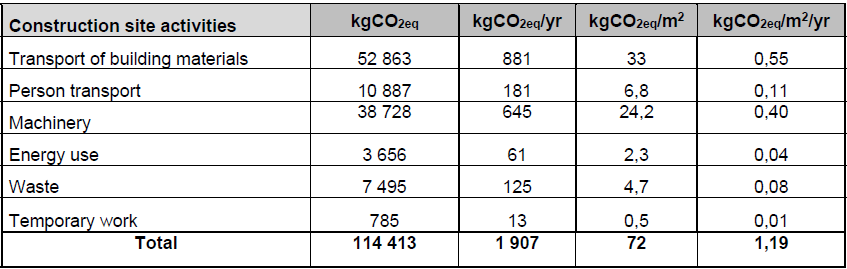 Construction site activities kgCO2eq kgCO2eq/yr kgCO2eq/m2 kgCO2eq/m2/yr
Transport of building materials 52 863 881 33 0,55
Person transport 10 887 181 6,8 0,11
Machinery 38 728 645 24,2 0,40
Energy use 3 656 61 2,3 0,04
Waste 7 495 125 4,7 0,08
Temporary work 785 13 0,5 0,01
Total 114 413 1 907 72 1,19